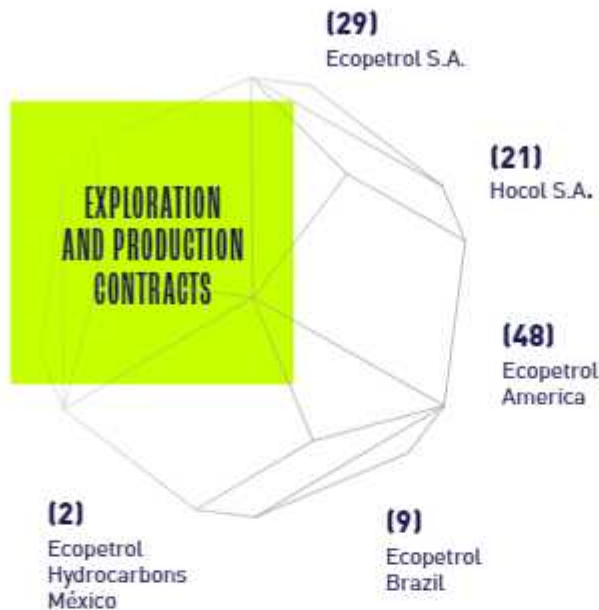 (29)
Ecopetrol S.A.
EXPLORATION
AND PRODUCTION
CONTRACTS
(21)
Hocol S.A.
(48)
Ecopetrol
America
(9)
Ecopetrol
Brazil
(2)
Ecopetrol
Hydrocarbons
México